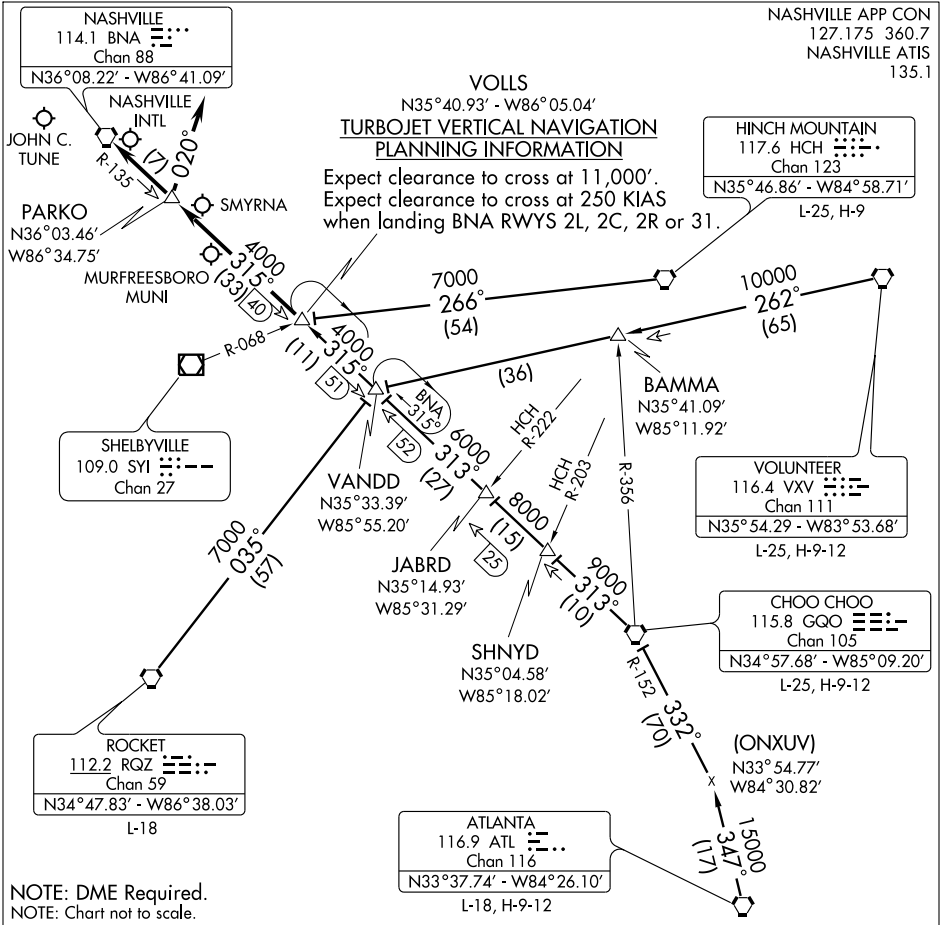 NASHVILLE
114.1 BNA
Chan 88
N36°08.22' - W86°41.09'
NASHVILLE APP CON
127.175 360.7
NASHVILLE ATIS
135.1
VOLLS
N35°40.93' - W86°05.04'
TURBOJET VERTICAL NAVIGATION
PLANNING INFORMATION
Expect clearance to cross at 11,000'.
Expect clearance to cross at 250 KIAS
when landing BNA RWYS 2L, 2C, 2R or 31.
HINCH MOUNTAIN
117.6 HCH
Chan 123
N35°46.86' - W84°58.71'
L-25, H-9
NASHVILLE
INTL
JOHN C.
TUNE
(7)
020°
R-135
PARKO
N36°03.46'
W86°34.75'
SMYRNA
MURFREESBORO
MUNI
4000
315°
(33)
40
7000
266°
(54)
10000
262°
(65)
R-068
4000
315°
(11)
51
(36)
BAMMA
N35°41.09'
W85°11.92'
SHELBYVILLE
109.0 SYI
Chan 27
BNA
315°
52
HCH
R-222
HCH
R-203
R-356
VOLUNTEER
116.4 VXV
Chan 111
N35°54.29 - W83°53.68'
L-25, H-9-12
VANDD
N35°33.39'
W85°55.20'
6000
313°
(27)
7000
035°
(57)
JABRD
N35°14.93'
W85°31.29'
8000
(15)
25
9000
313°
(10)
SHNYD
N35°04.58'
W85°18.02'
CHOO CHOO
115.8 GQO
Chan 105
N34°57.68' - W85°09.20'
L-25, H-9-12
R-152
332°
(70)
(ONXUV)
N33°54.77'
W84°30.82'
ROCKET
112.2 RQZ
Chan 59
N34°47.83' - W86°38.03'
L-18
ATLANTA
116.9 ATL
Chan 116
N33°37.74' - W84°26.10'
L-18, H-9-12
15000
347°
(17)
NOTE: DME Required.
NOTE: Chart not to scale.